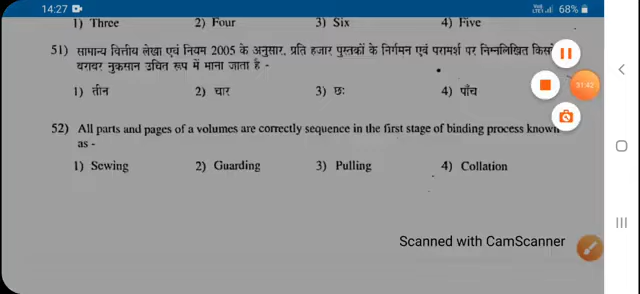 14:27
68%
1) Three 2) Four 3) Six 4) Five
51) सामान्य वित्तीय लेखा एवं नियम 2005 के अनुसार, प्रति हजार पुस्तकों के निर्गमन एवं परामर्श पर निम्नलिखित
बराबर नुकसान उचित रूप में माना जाता है -
1) तीन 2) चार 3) छः 4) पाँच
31:42
52) All parts and pages of a volumes are correctly sequence in the first stage of binding process known
as -
1) Sewing 2) Guarding 3) Pulling 4) Collation
Scanned with CamScanner